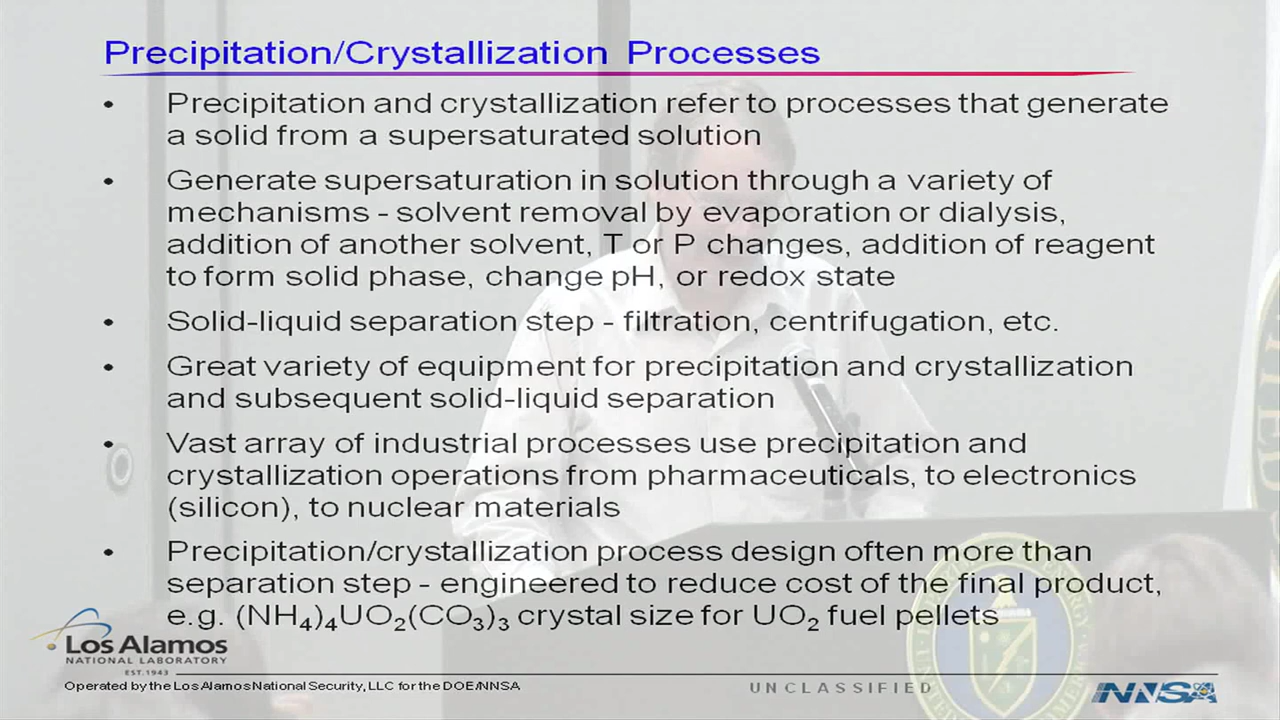 Precipitation/Crystallization Processes
• Precipitation and crystallization refer to processes that generate
a solid from a supersaturated solution
• Generate supersaturation in solution through a variety of
mechanisms - solvent removal by evaporation or dialysis,
addition of another solvent, T or P changes, addition of reagent
to form solid phase, change pH, or redox state
• Solid-liquid separation step - filtration, centrifugation, etc.
• Great variety of equipment for precipitation and crystallization
and subsequent solid-liquid separation
• Vast array of industrial processes use precipitation and
crystallization operations from pharmaceuticals, to electronics
(silicon), to nuclear materials
• Precipitation/crystallization process design often more than
separation step - engineered to reduce cost of the final product,
e.g. (NH₄)₄UO₂(CO₃)₃ crystal size for UO₂ fuel pellets
Los Alamos
NATIONAL LABORATORY
EST.1943
Operated by the Los Alamos National Security, LLC for the DOE/NNSA
UNCLASSIFIED
NNSA